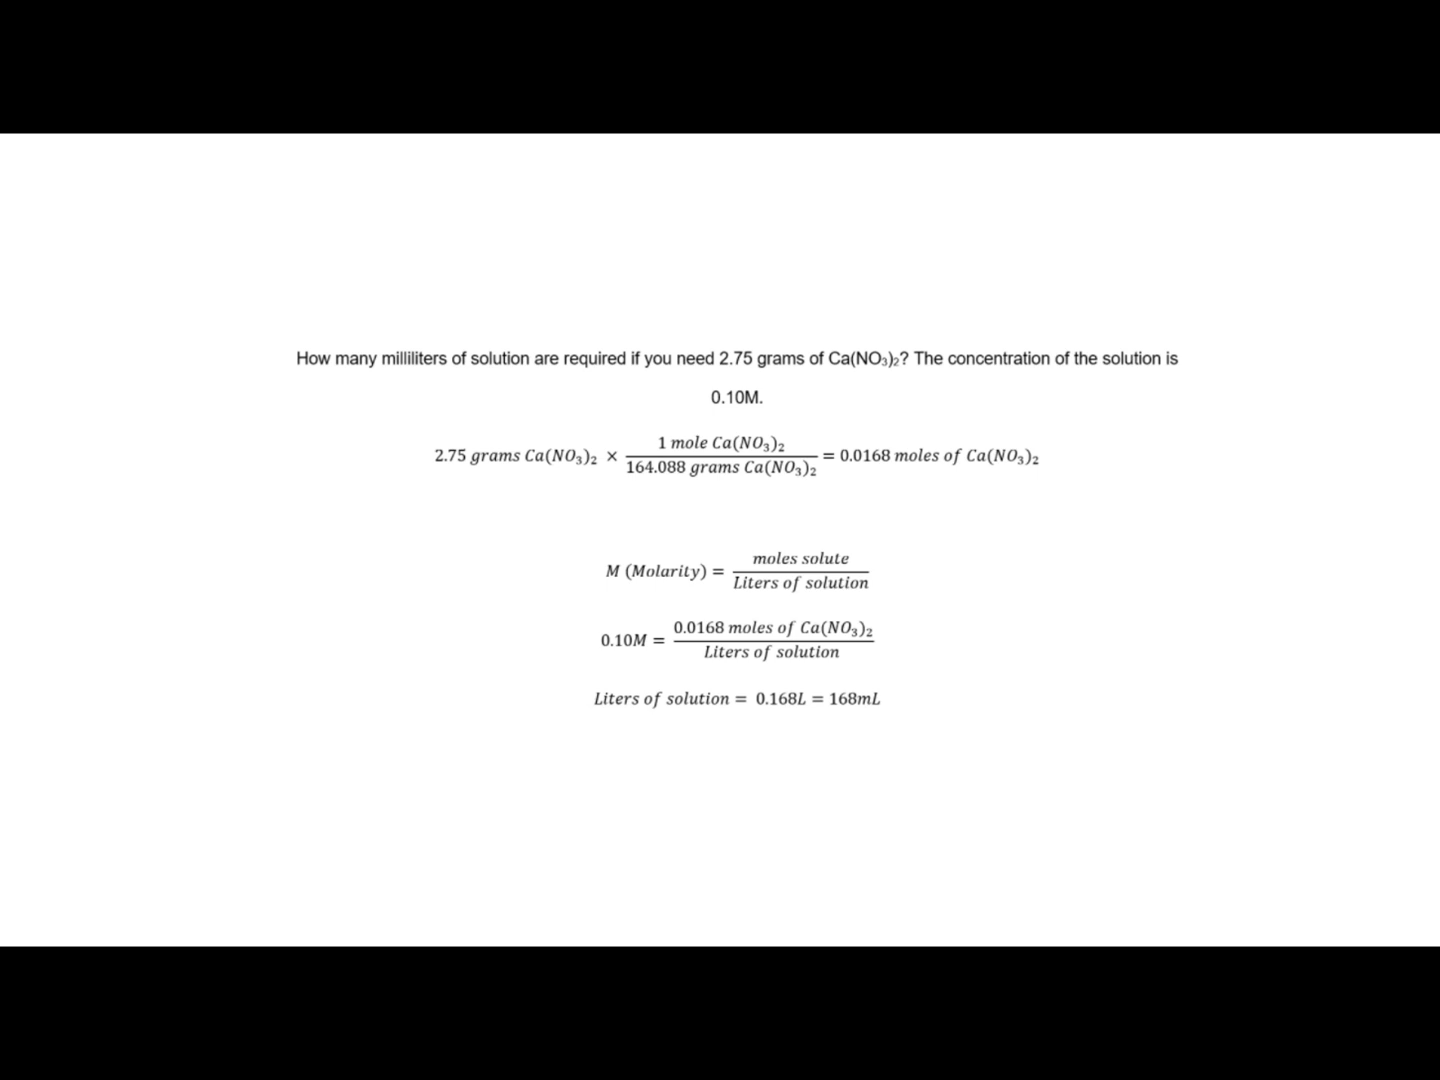 How many milliliters of solution are required if you need 2.75 grams of Ca(NO₃)₂? The concentration of the solution is
0.10M.
2.75 grams Ca(NO₃)₂ × 1 mole Ca(NO₃)₂ / 164.088 grams Ca(NO₃)₂ = 0.0168 moles of Ca(NO₃)₂
M (Molarity) = moles solute / Liters of solution
0.10M = 0.0168 moles of Ca(NO₃)₂ / Liters of solution
Liters of solution = 0.168L = 168mL